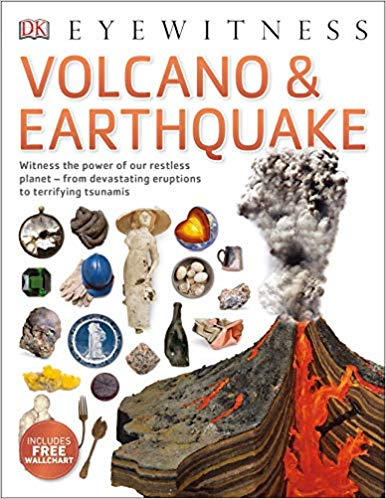 DK EYEWITNESS
VOLCANO &
EARTHQUAKE
Witness the power of our restless
planet – from devastating eruptions
to terrifying tsunamis
INCLUDES
FREE
WALLCHART